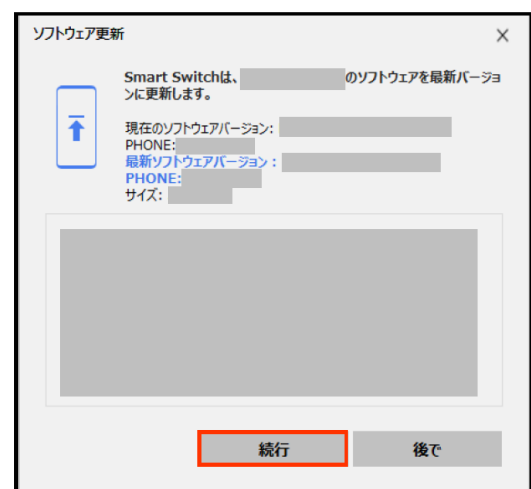 ソフトウェア更新
Smart Switchは、 のソフトウェアを最新バージョ
ンに更新します。
現在のソフトウェアバージョン:
PHONE:
最新ソフトウェアバージョン：
PHONE:
サイズ:
続行 後で